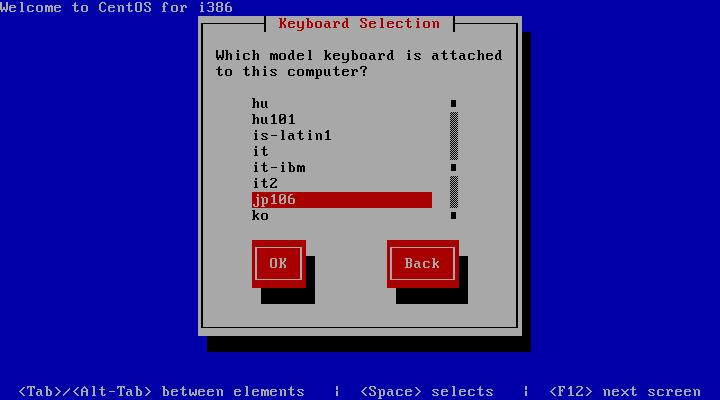 Welcome to CentOS for i386
Keyboard Selection
Which model keyboard is attached
to this computer?
hu
hu101
is-latin1
it
it-ibm
it2
jp106
ko
OK
Back
<Tab>/<Alt-Tab> between elements | <Space> selects | <F12> next screen